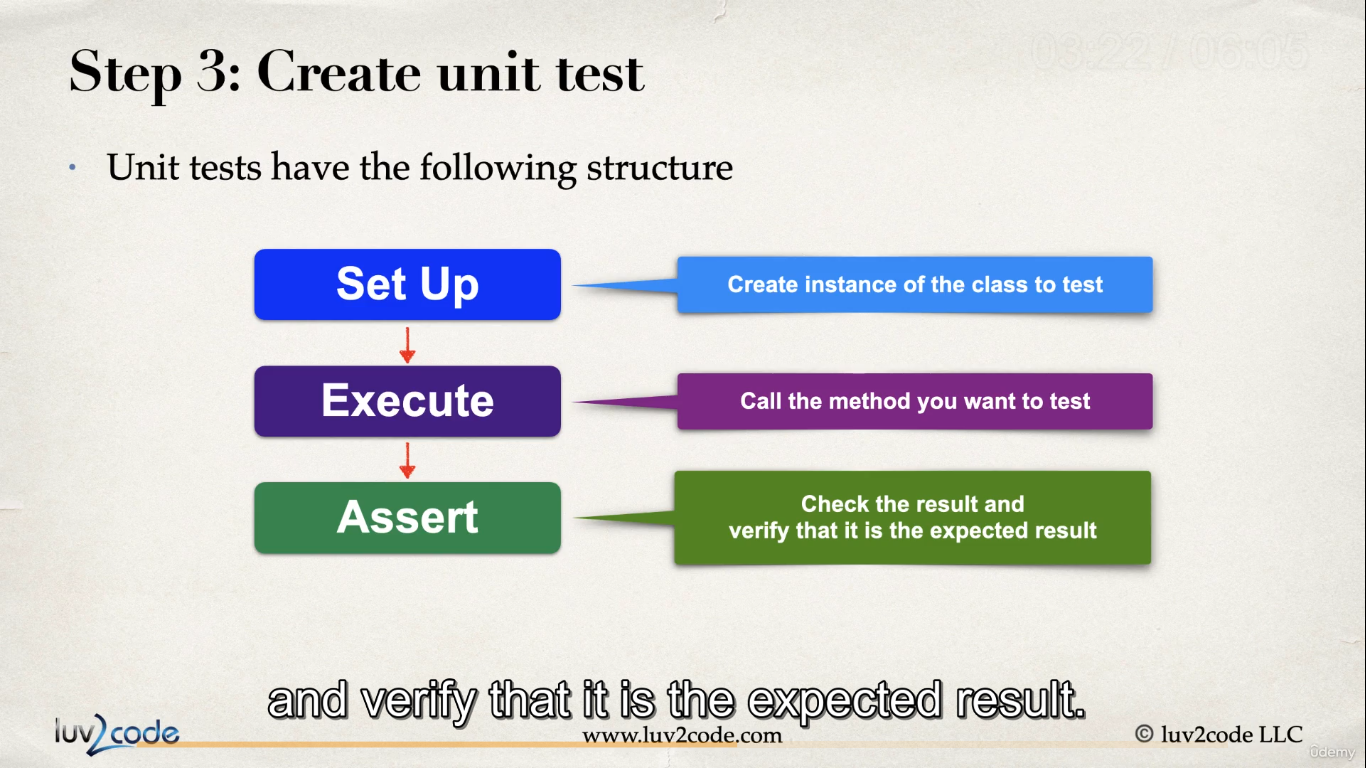 03:22 / 06:05
Step 3: Create unit test
• Unit tests have the following structure
Set Up
Create instance of the class to test
Execute
Call the method you want to test
Assert
Check the result and
verify that it is the expected result
and verify that it is the expected result.
luv2code
www.luv2code.com
© luv2code LLC
ûdemy